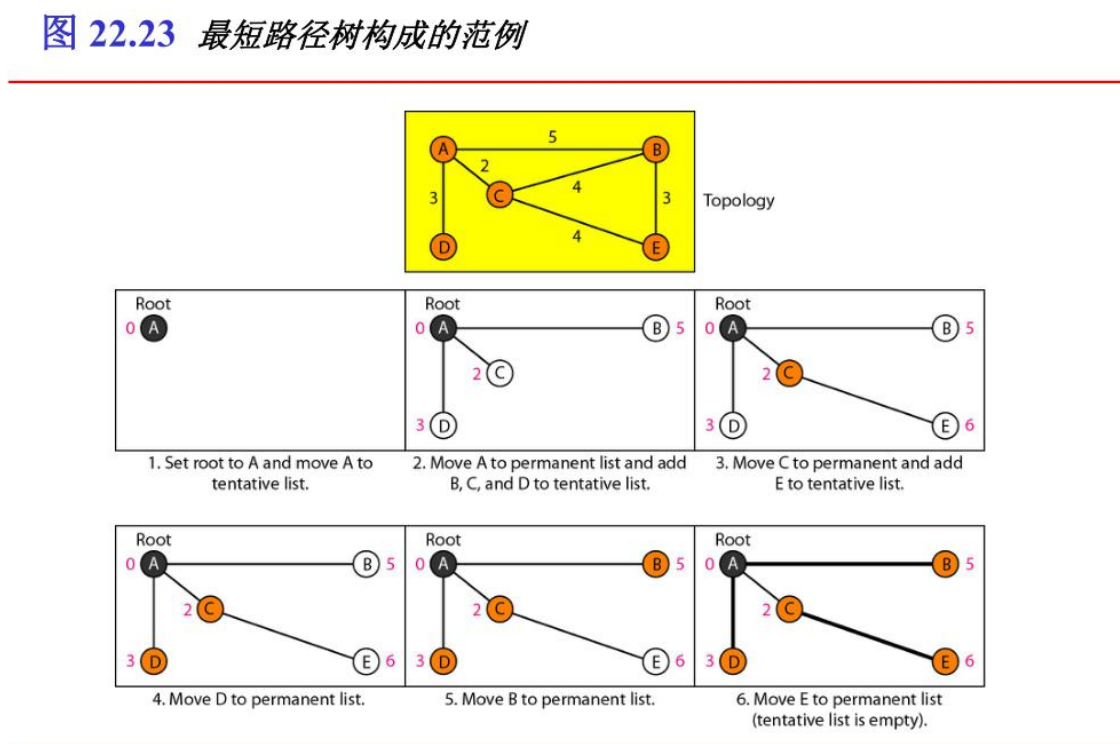 图 22.23 最短路径树构成的范例
5
A
B
2
C
4
3
3
Topology
4
D
E
Root
0 A
Root
0 A
B 5
2 C
3 D
Root
0 A
B 5
2 C
3 D
E 6
1. Set root to A and move A to
tentative list.
2. Move A to permanent list and add
B, C, and D to tentative list.
3. Move C to permanent and add
E to tentative list.
Root
0 A
B 5
2 C
3 D
E 6
Root
0 A
B 5
2 C
3 D
E 6
Root
0 A
B 5
2 C
3 D
E 6
4. Move D to permanent list.
5. Move B to permanent list.
6. Move E to permanent list
(tentative list is empty).